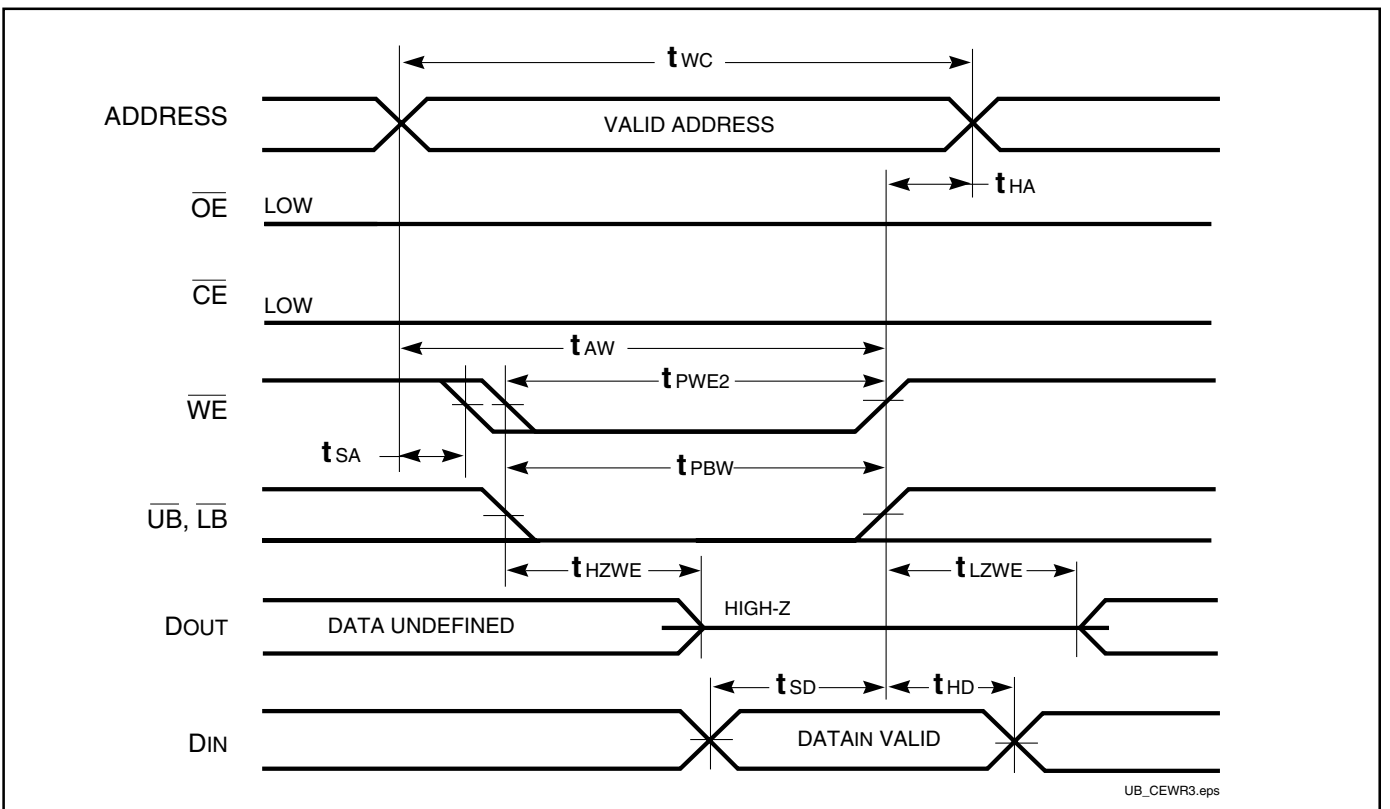 tWC
ADDRESS
VALID ADDRESS
tHA
OE
LOW
CE
LOW
tAW
tPWE2
WE
tSA
tPBW
UB, LB
tHZWE
tLZWE
DOUT
DATA UNDEFINED
HIGH-Z
tSD
tHD
DIN
DATAIN VALID
UB_CEWR3.eps